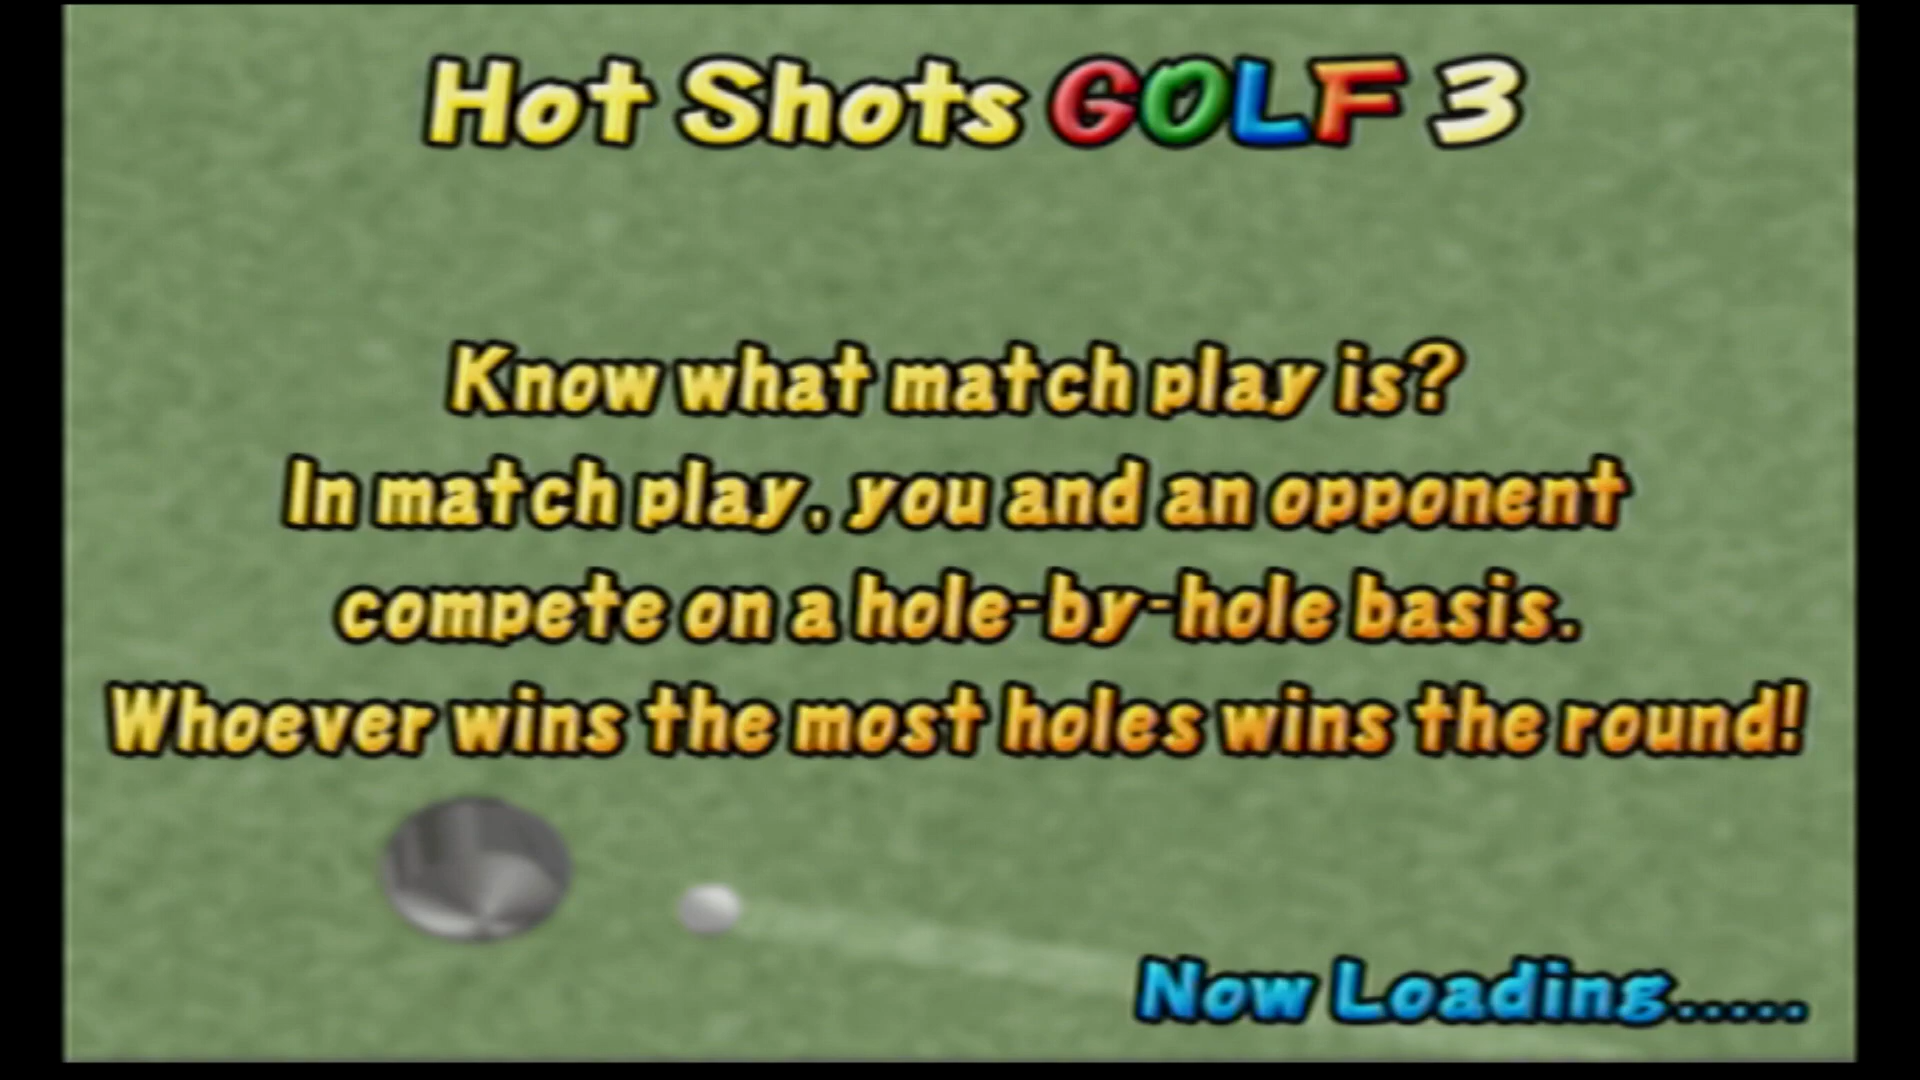 Hot Shots GOLF 3
Know what match play is?
In match play, you and an opponent
compete on a hole-by-hole basis.
Whoever wins the most holes wins the round!
Now Loading.....